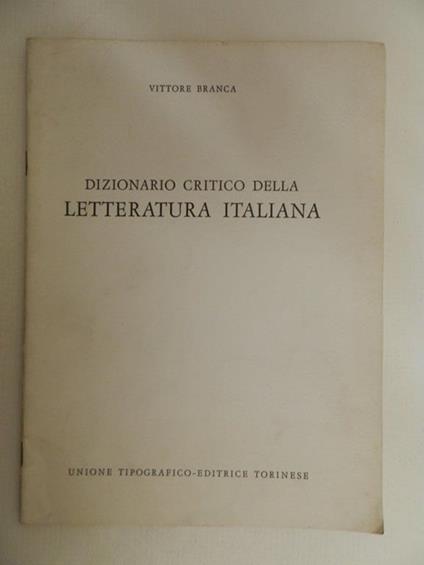 VITTORE BRANCA
DIZIONARIO CRITICO DELLA
LETTERATURA ITALIANA
UNIONE TIPOGRAFICO-EDITRICE TORINESE